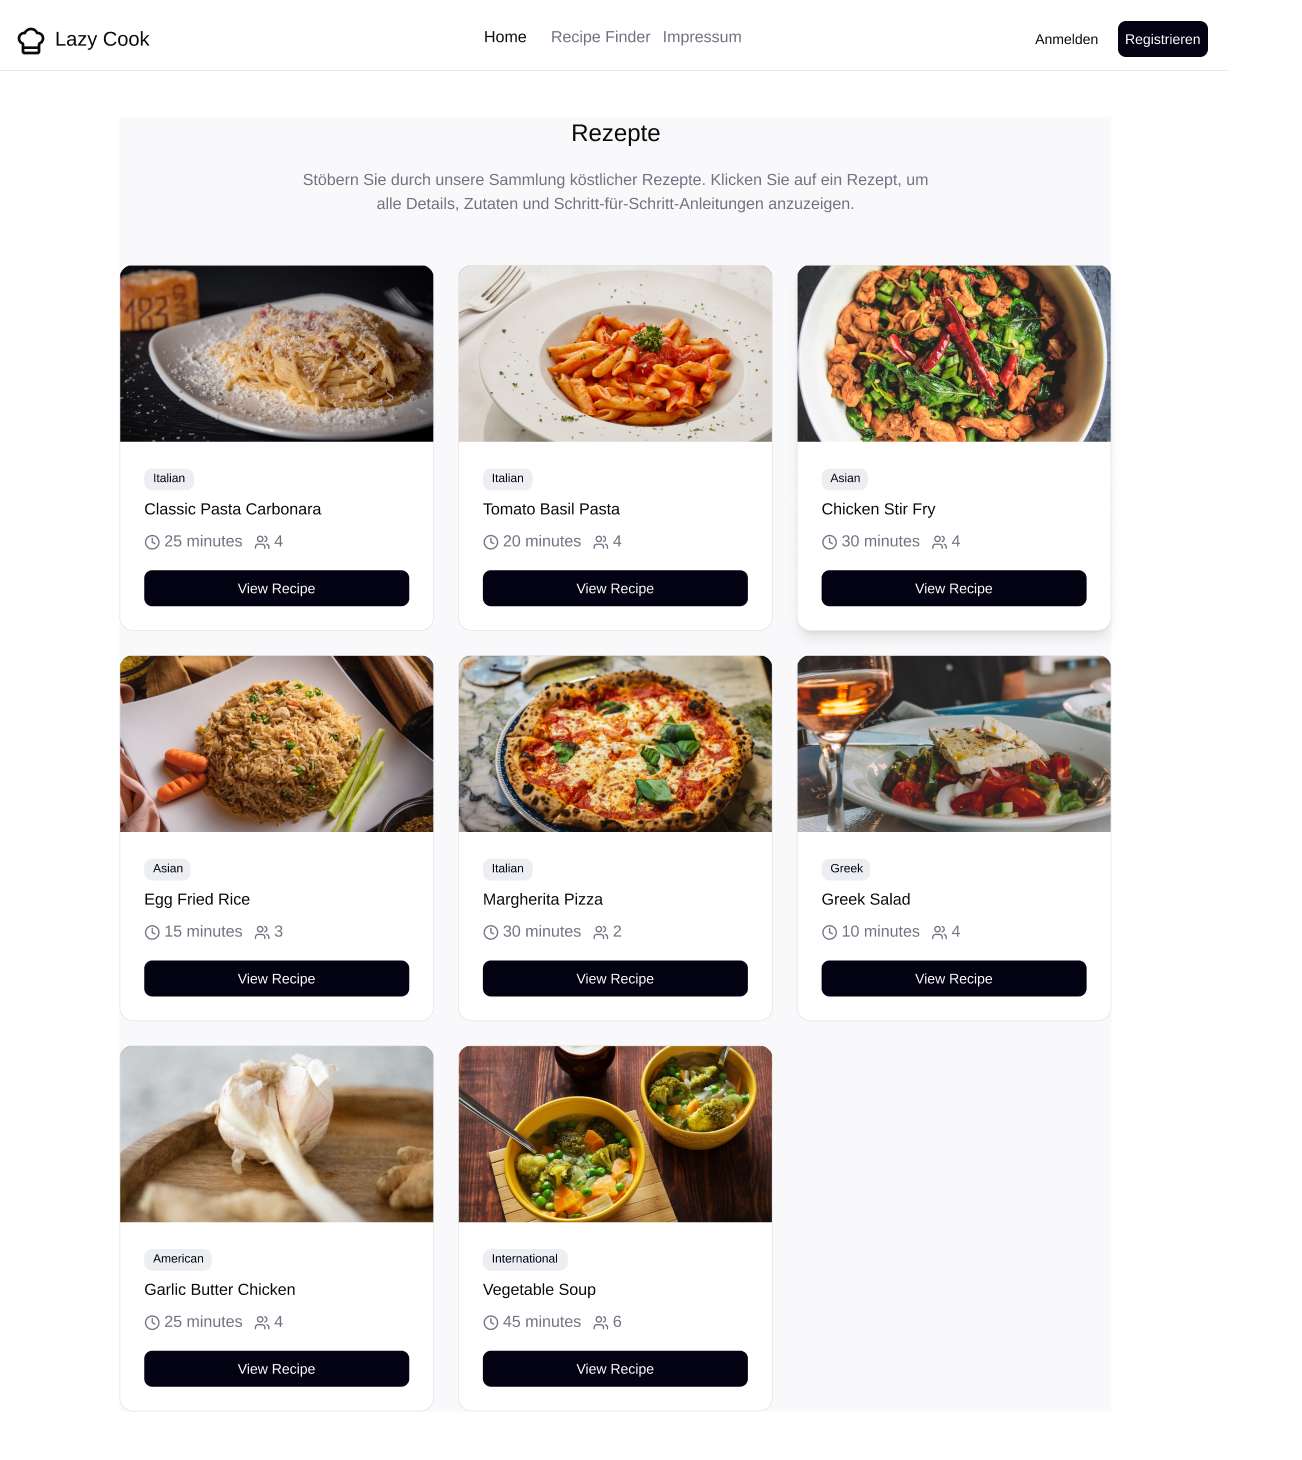 Lazy Cook
Home Recipe Finder Impressum
Anmelden Registrieren
Rezepte
Stöbern Sie durch unsere Sammlung köstlicher Rezepte. Klicken Sie auf ein Rezept, um
alle Details, Zutaten und Schritt-für-Schritt-Anleitungen anzuzeigen.
Italian
Classic Pasta Carbonara
25 minutes 4
View Recipe
Italian
Tomato Basil Pasta
20 minutes 4
View Recipe
Asian
Chicken Stir Fry
30 minutes 4
View Recipe
Asian
Egg Fried Rice
15 minutes 3
View Recipe
Italian
Margherita Pizza
30 minutes 2
View Recipe
Greek
Greek Salad
10 minutes 4
View Recipe
American
Garlic Butter Chicken
25 minutes 4
View Recipe
International
Vegetable Soup
45 minutes 6
View Recipe